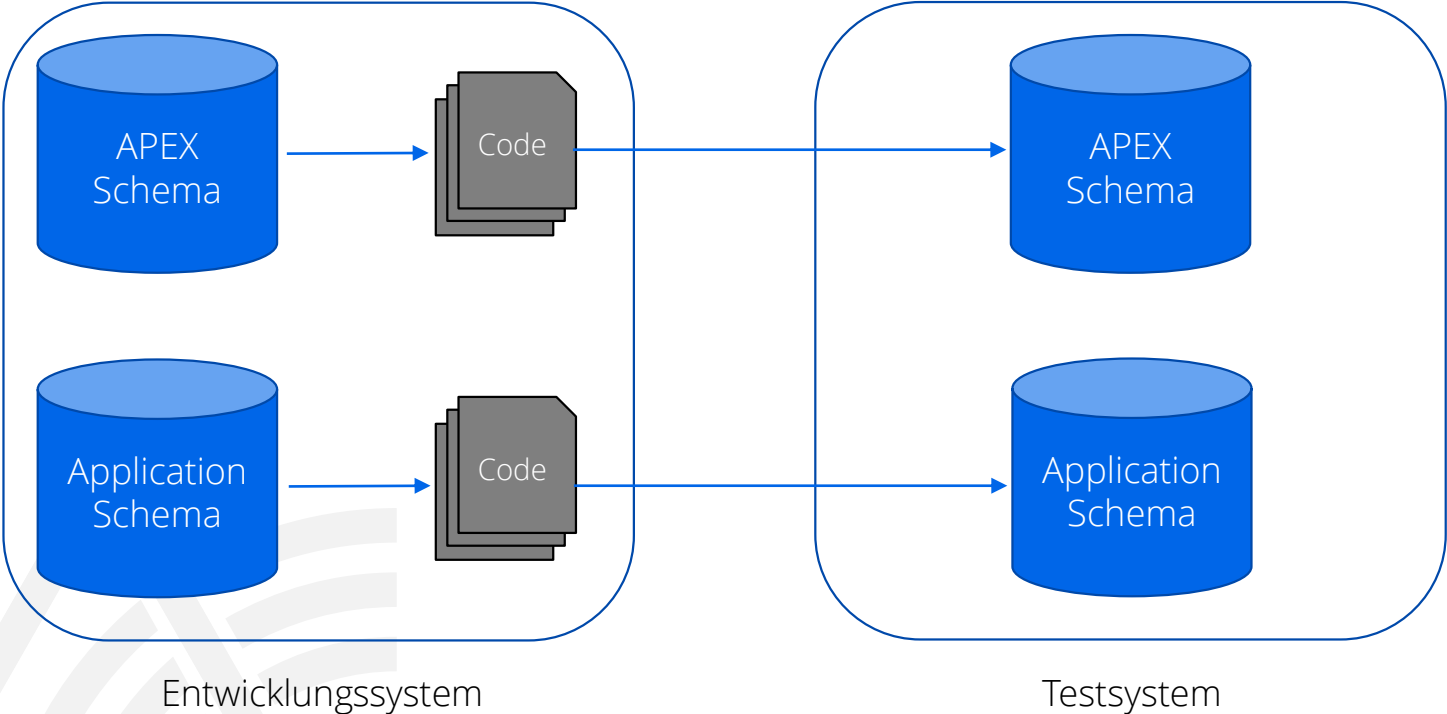 APEX
Schema
Code
APEX
Schema
Application
Schema
Code
Application
Schema
Entwicklungssystem
Testsystem